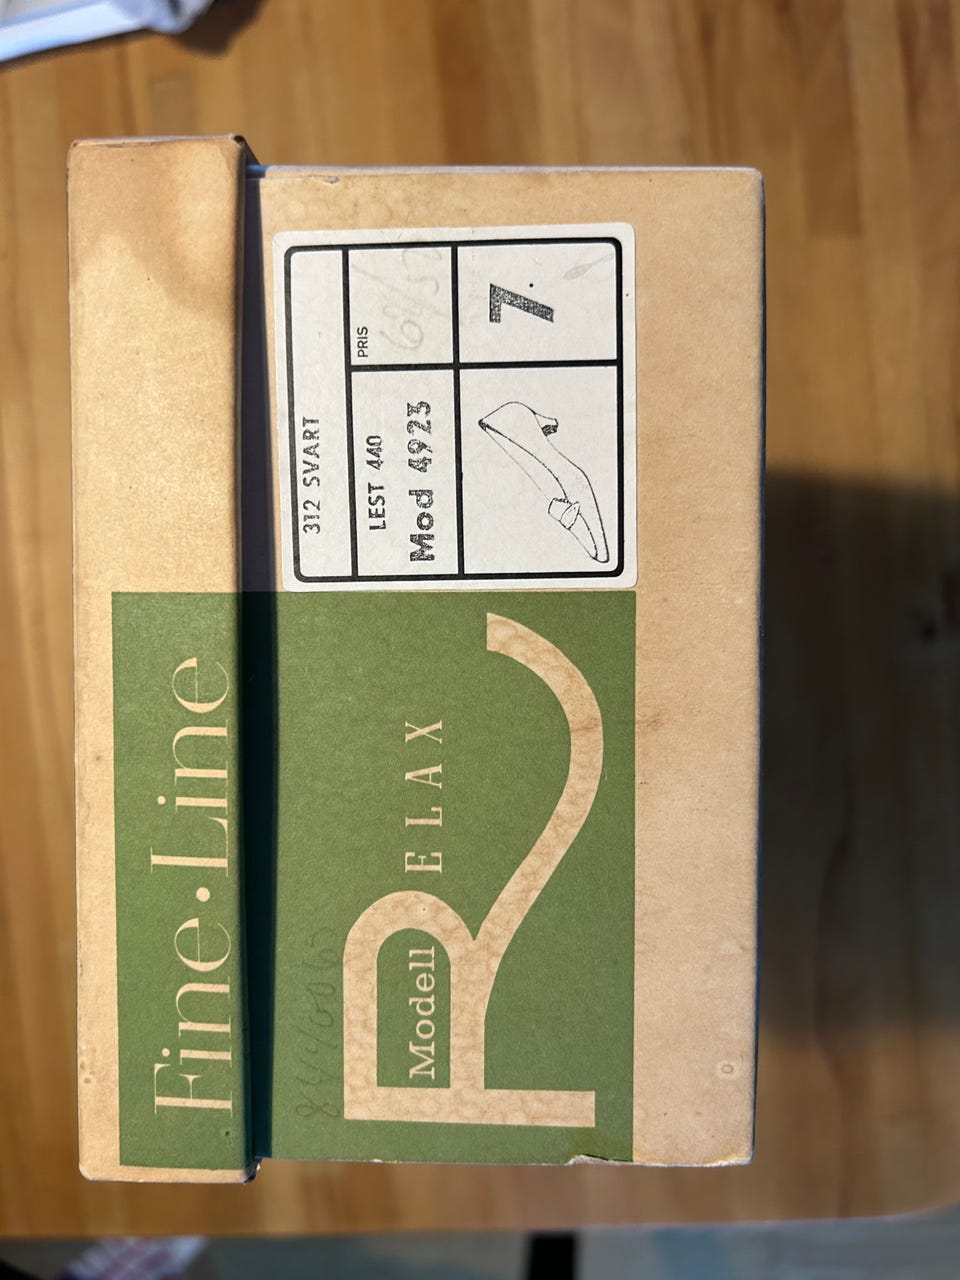 Fine·Line
Modell RELAX
312 SVART
LEST 440
Mod 4923
PRIS
7.